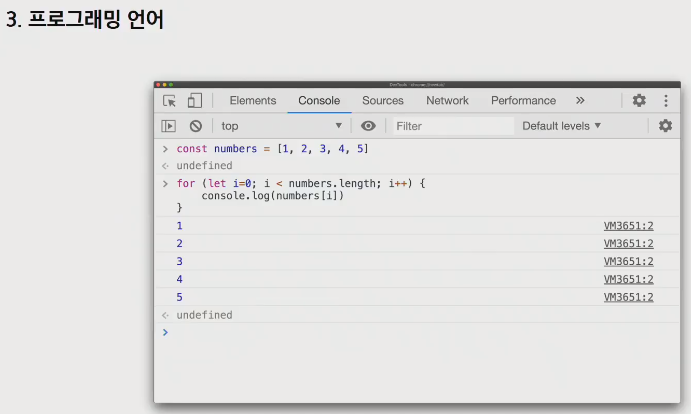 3. 프로그래밍 언어
Elements Console Sources Network Performance »
top ▼ Filter Default levels ▼
> const numbers = [1, 2, 3, 4, 5]
undefined
> for (let i=0; i < numbers.length; i++) {
console.log(numbers[i])
}
1 VM3651:2
2 VM3651:2
3 VM3651:2
4 VM3651:2
5 VM3651:2
undefined
>